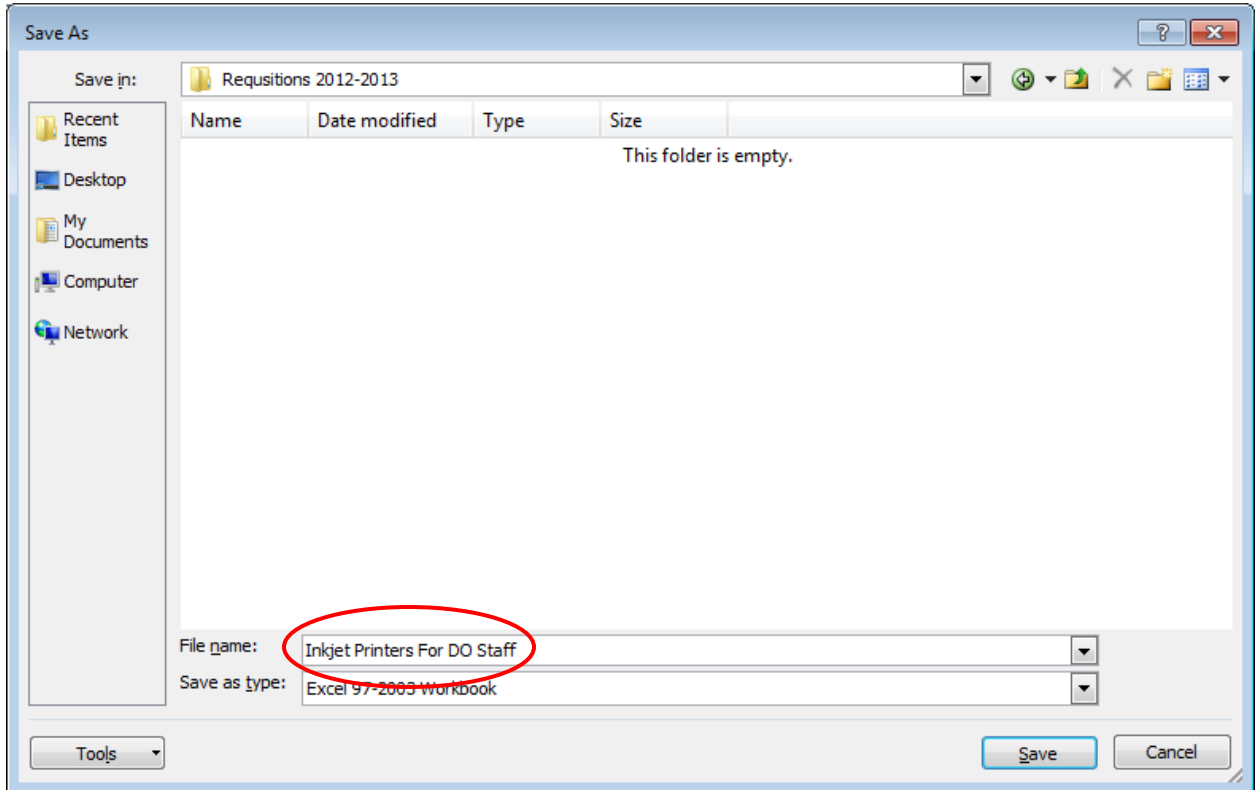 Save As
Save in:
Requsitions 2012-2013
Recent
Items
Desktop
My
Documents
Computer
Network
Name Date modified Type Size
This folder is empty.
File name: Inkjet Printers For DO Staff
Save as type: Excel 97-2003 Workbook
Tools Save Cancel